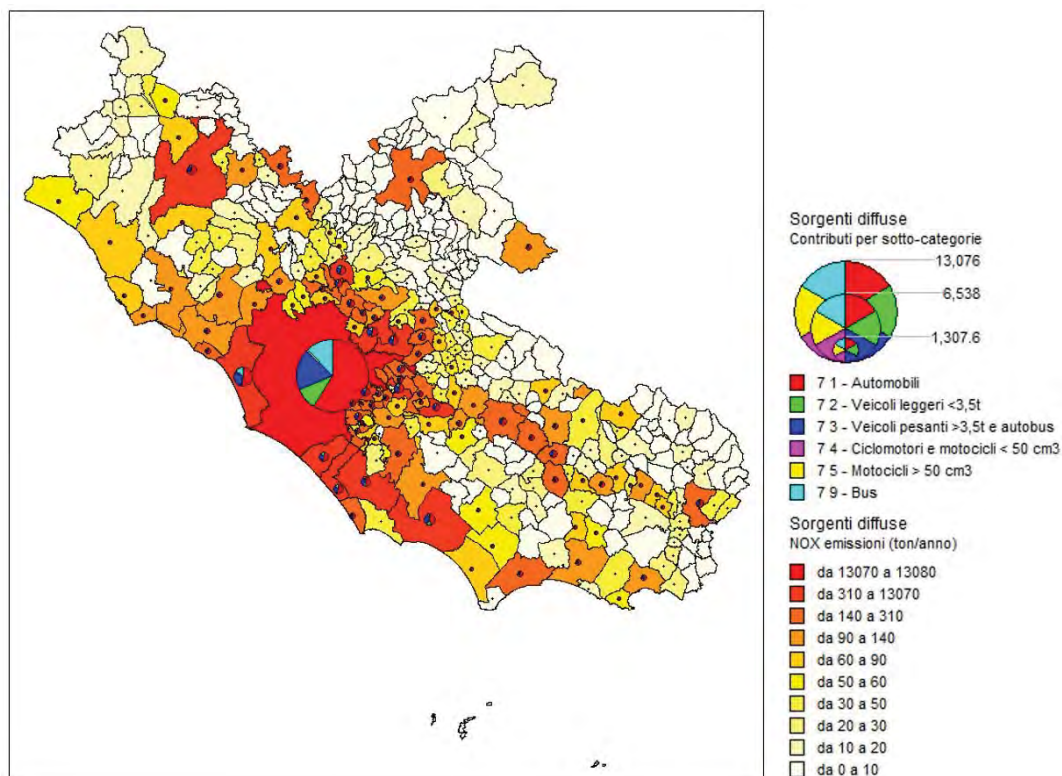 Sorgenti diffuse
Contributi per sotto-categorie
13,076
6,538
1,307.6
7 1 - Automobili
7 2 - Veicoli leggeri <3,5t
7 3 - Veicoli pesanti >3,5t e autobus
7 4 - Ciclomotori e motocicli < 50 cm3
7 5 - Motocicli > 50 cm3
7 9 - Bus
Sorgenti diffuse
NOX emissioni (ton/anno)
da 13070 a 13080
da 310 a 13070
da 140 a 310
da 90 a 140
da 60 a 90
da 50 a 60
da 30 a 50
da 20 a 30
da 10 a 20
da 0 a 10